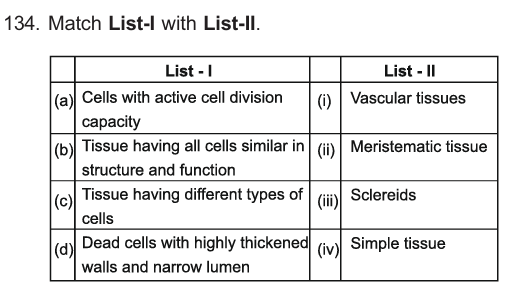 134. Match List-I with List-II.
List - I List - II
(a) Cells with active cell division (i) Vascular tissues
capacity
(b) Tissue having all cells similar in (ii) Meristematic tissue
structure and function
(c) Tissue having different types of (iii) Sclereids
cells
(d) Dead cells with highly thickened (iv) Simple tissue
walls and narrow lumen